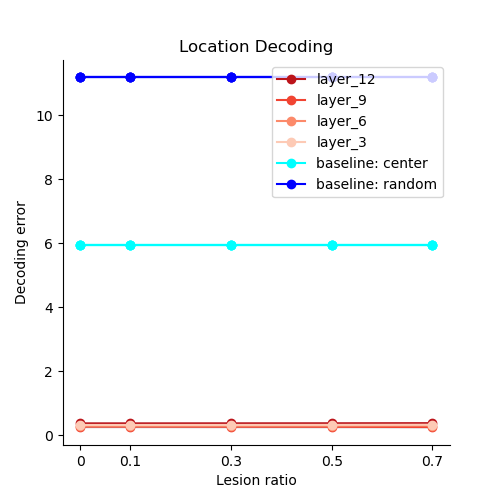 Location Decoding
layer_12
layer_9
layer_6
layer_3
baseline: center
baseline: random
Decoding error
10
8
6
4
2
0
0 0.1 0.3 0.5 0.7
Lesion ratio